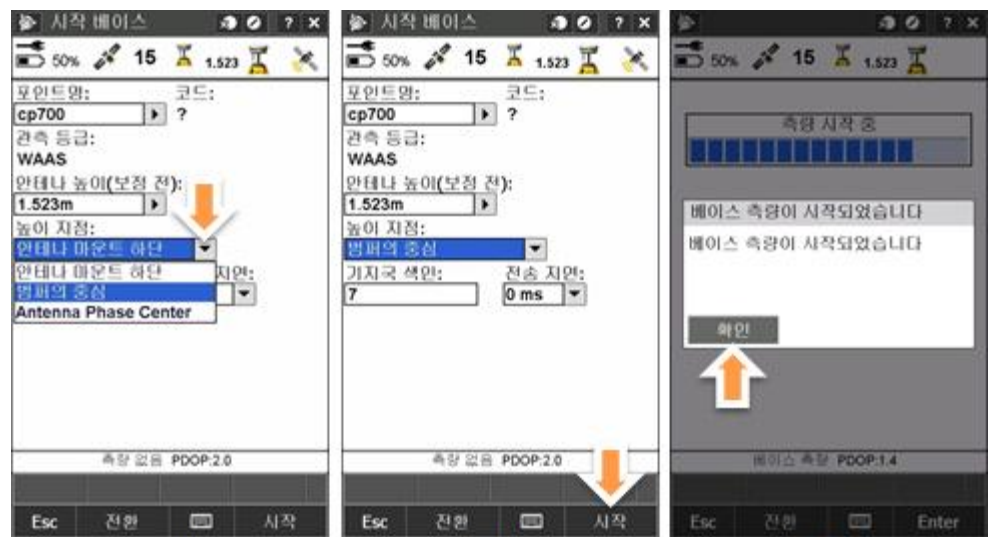 시작 베이스 ? ×
50% 15 1.523
포인트명: 코드:
cp700 ?
관측 등급:
WAAS
안테나 높이(보정 전):
1.523m
높이 지점:
안테나 마운트 하단
안테나 마운트 하단 지연:
범퍼의 중심
Antenna Phase Center
측량 없음 PDOP:2.0
Esc 전환 시작
시작 베이스 ? ×
50% 15 1.523
포인트명: 코드:
cp700 ?
관측 등급:
WAAS
안테나 높이(보정 전):
1.523m
높이 지점:
범퍼의 중심
기지국 색인: 전송 지연:
7 0 ms
측량 없음 PDOP:2.0
Esc 전환 시작
? ×
50% 15 1.523
측량 시작 중
베이스 측량이 시작되었습니다
베이스 측량이 시작되었습니다
확인
베이스 측량 PDOP:1.4
Esc 전환 Enter